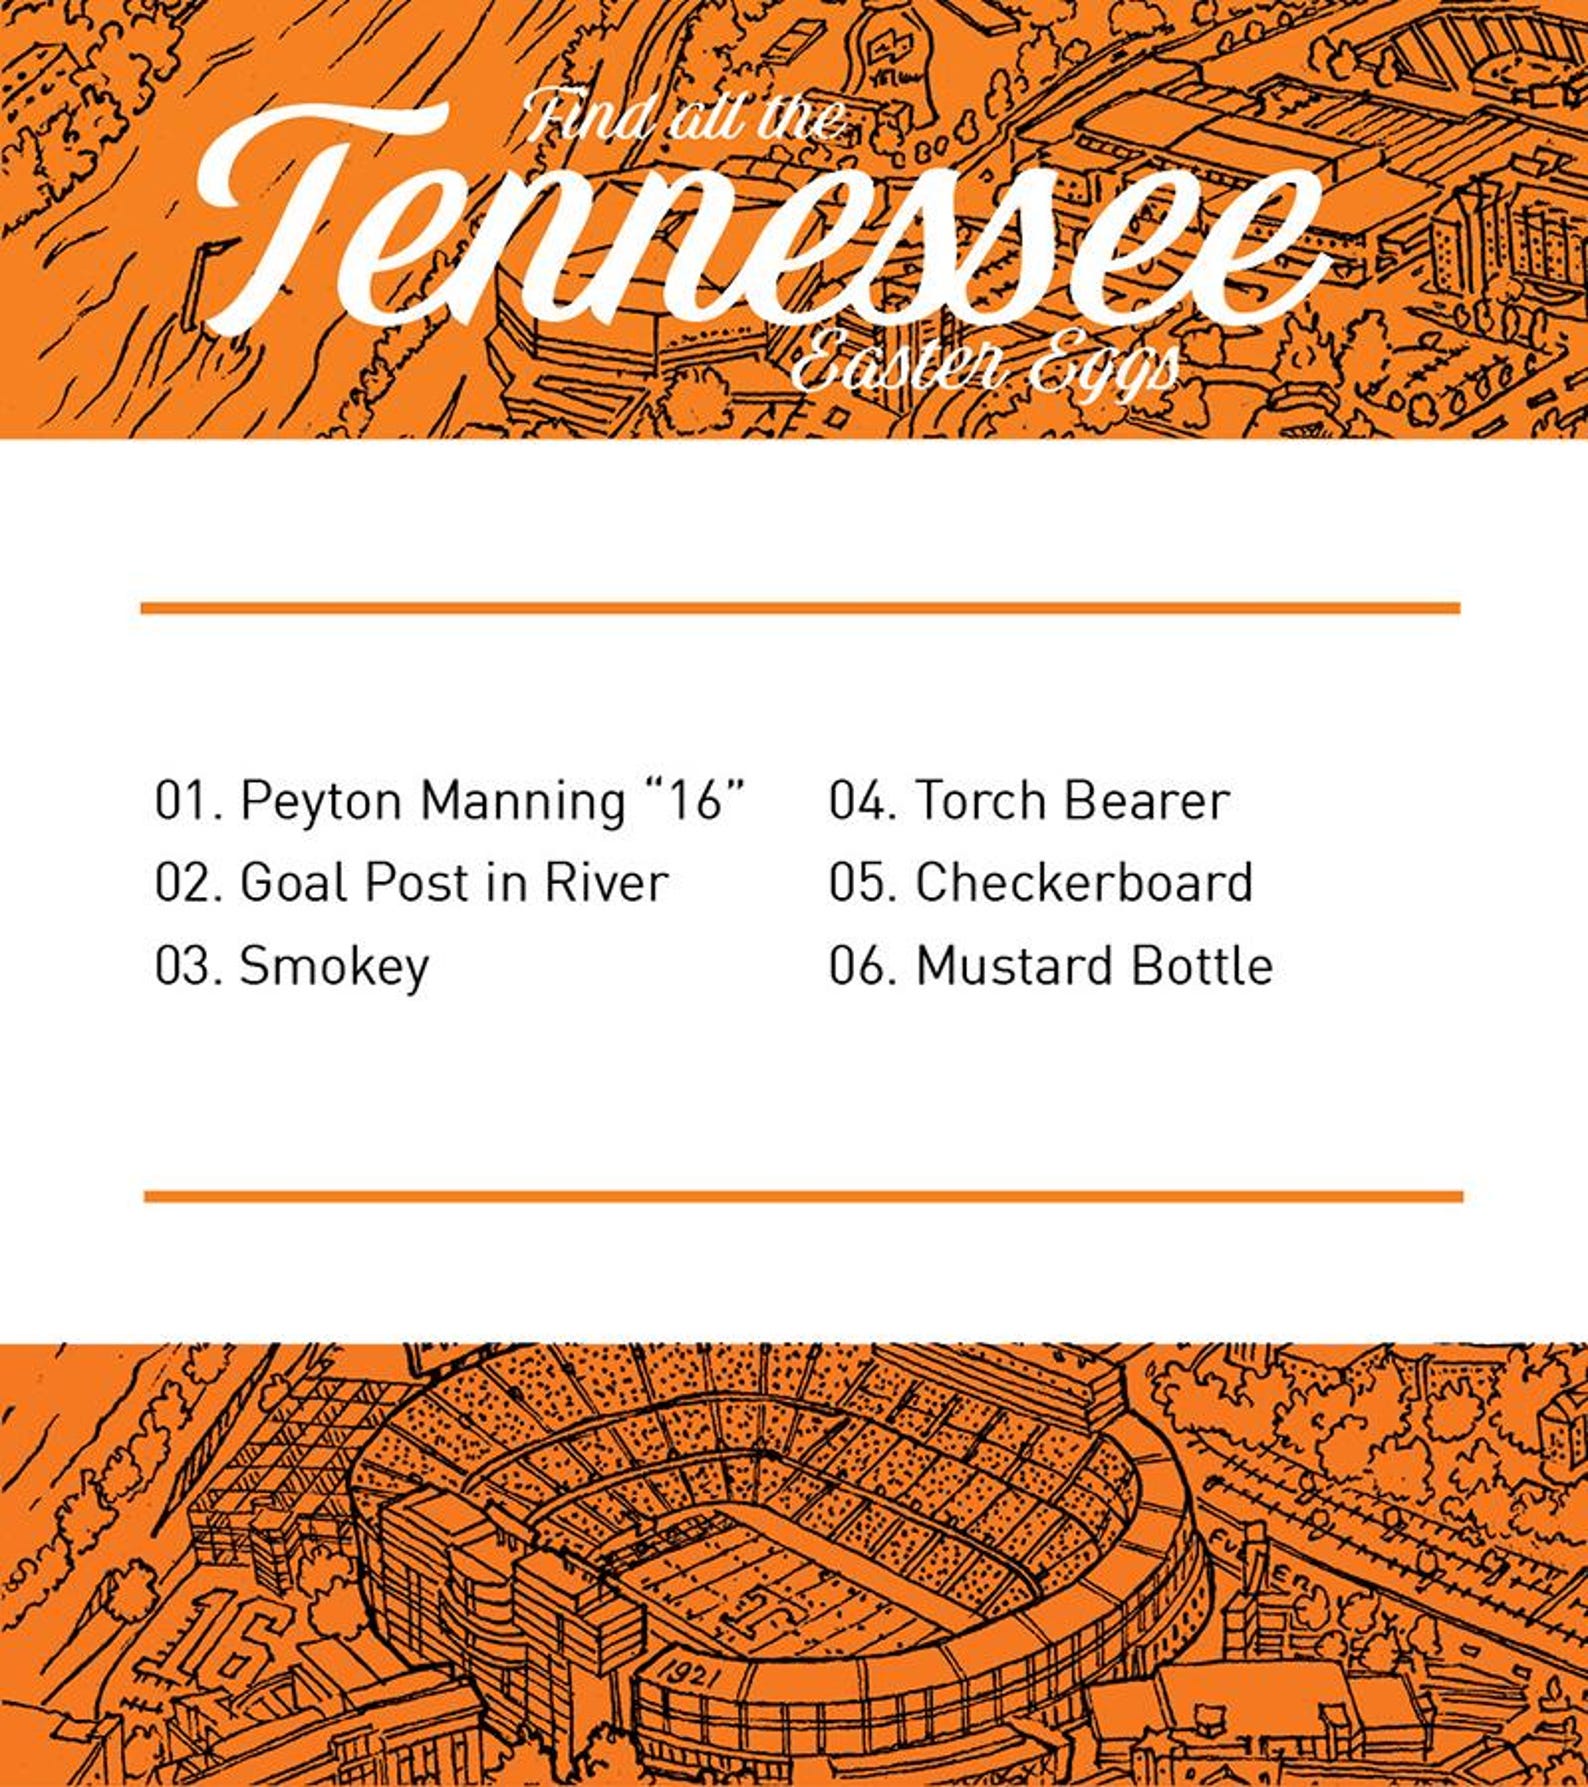 Find all the
Tennessee
Easter Eggs
01. Peyton Manning “16”
02. Goal Post in River
03. Smokey
04. Torch Bearer
05. Checkerboard
06. Mustard Bottle
16
1921
T